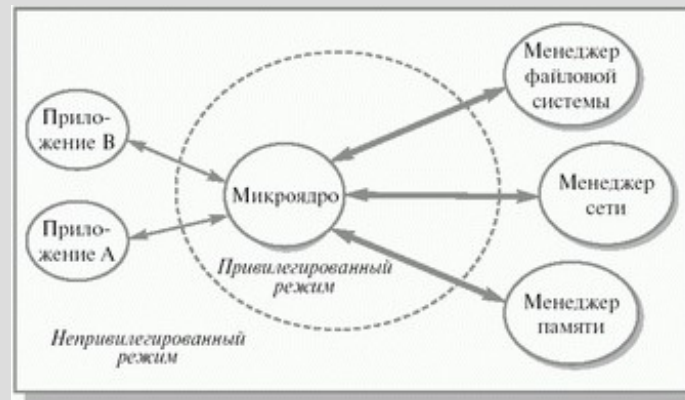 Прило-
жение B
Прило-
жение A
Микроядро
Привилегированный
режим
Непривилегированный
режим
Менеджер
файловой
системы
Менеджер
сети
Менеджер
памяти